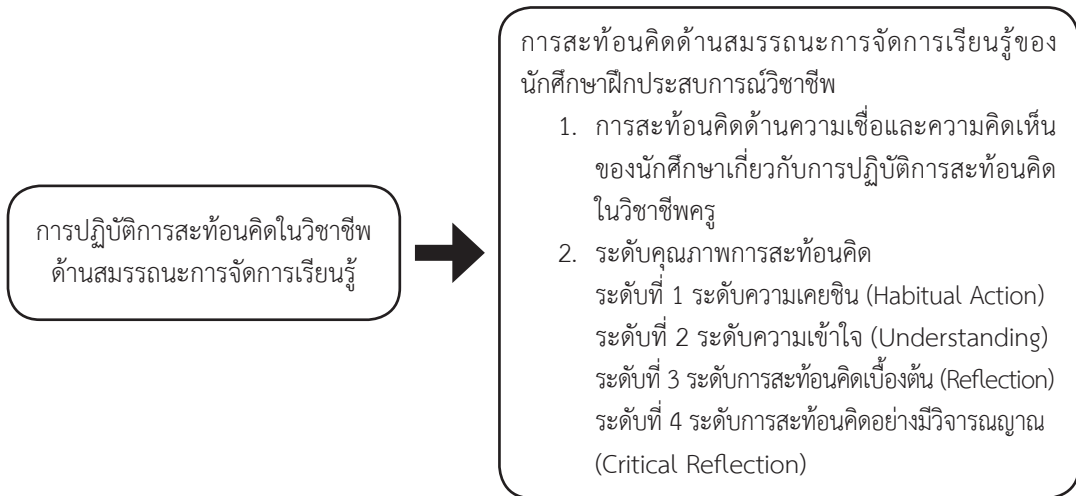 การปฏิบัติการสะท้อนคิดในวิชาชีพ
ด้านสมรรถนะการจัดการเรียนรู้
การสะท้อนคิดด้านสมรรถนะการจัดการเรียนรู้ของ
นักศึกษาฝึกประสบการณ์วิชาชีพ
1. การสะท้อนคิดด้านความเชื่อและความคิดเห็น
ของนักศึกษาเกี่ยวกับการปฏิบัติการสะท้อนคิด
ในวิชาชีพครู
2. ระดับคุณภาพการสะท้อนคิด
ระดับที่ 1 ระดับความเคยชิน (Habitual Action)
ระดับที่ 2 ระดับความเข้าใจ (Understanding)
ระดับที่ 3 ระดับการสะท้อนคิดเบื้องต้น (Reflection)
ระดับที่ 4 ระดับการสะท้อนคิดอย่างมีวิจารณญาณ
(Critical Reflection)